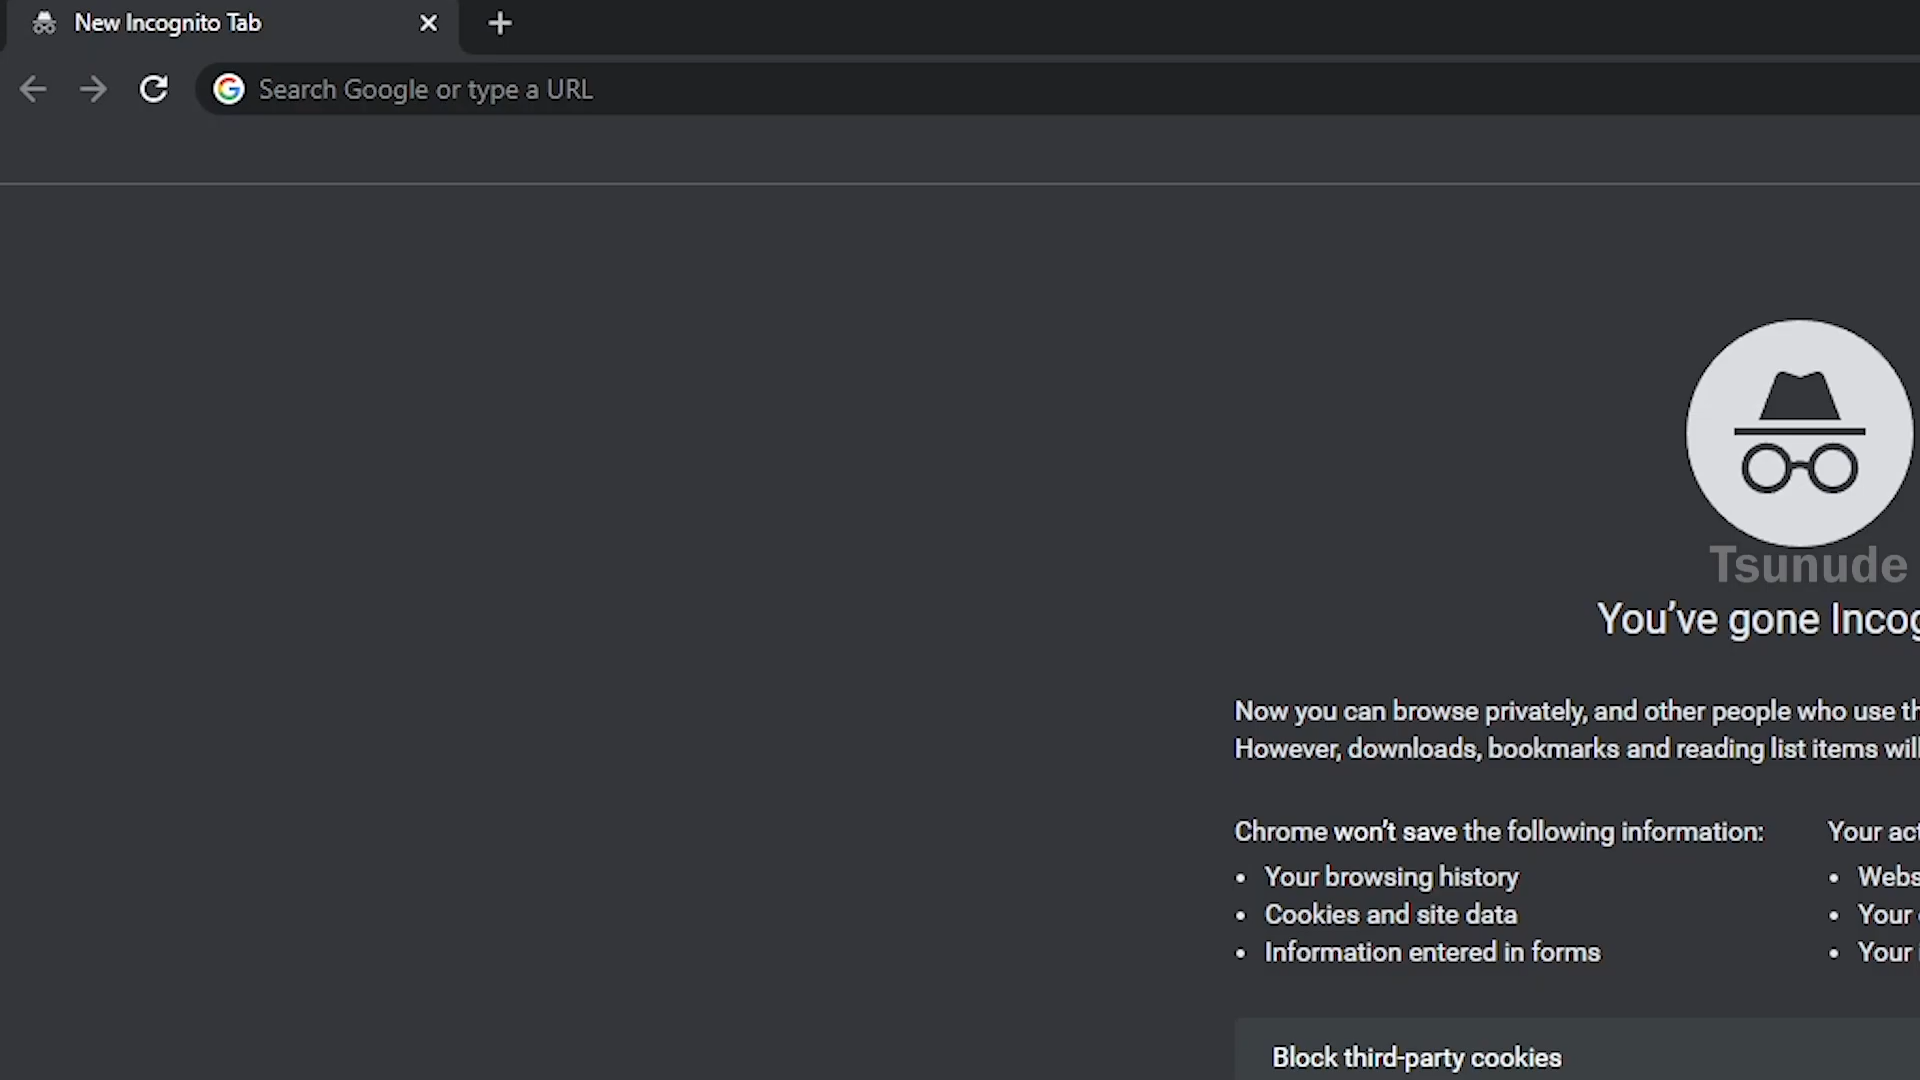 New Incognito Tab
Search Google or type a URL
Tsunude
You've gone Incog
Now you can browse privately, and other people who use th
However, downloads, bookmarks and reading list items will
Chrome won't save the following information:
• Your browsing history
• Cookies and site data
• Information entered in forms
Your act
• Webs
• Your
• Your
Block third-party cookies